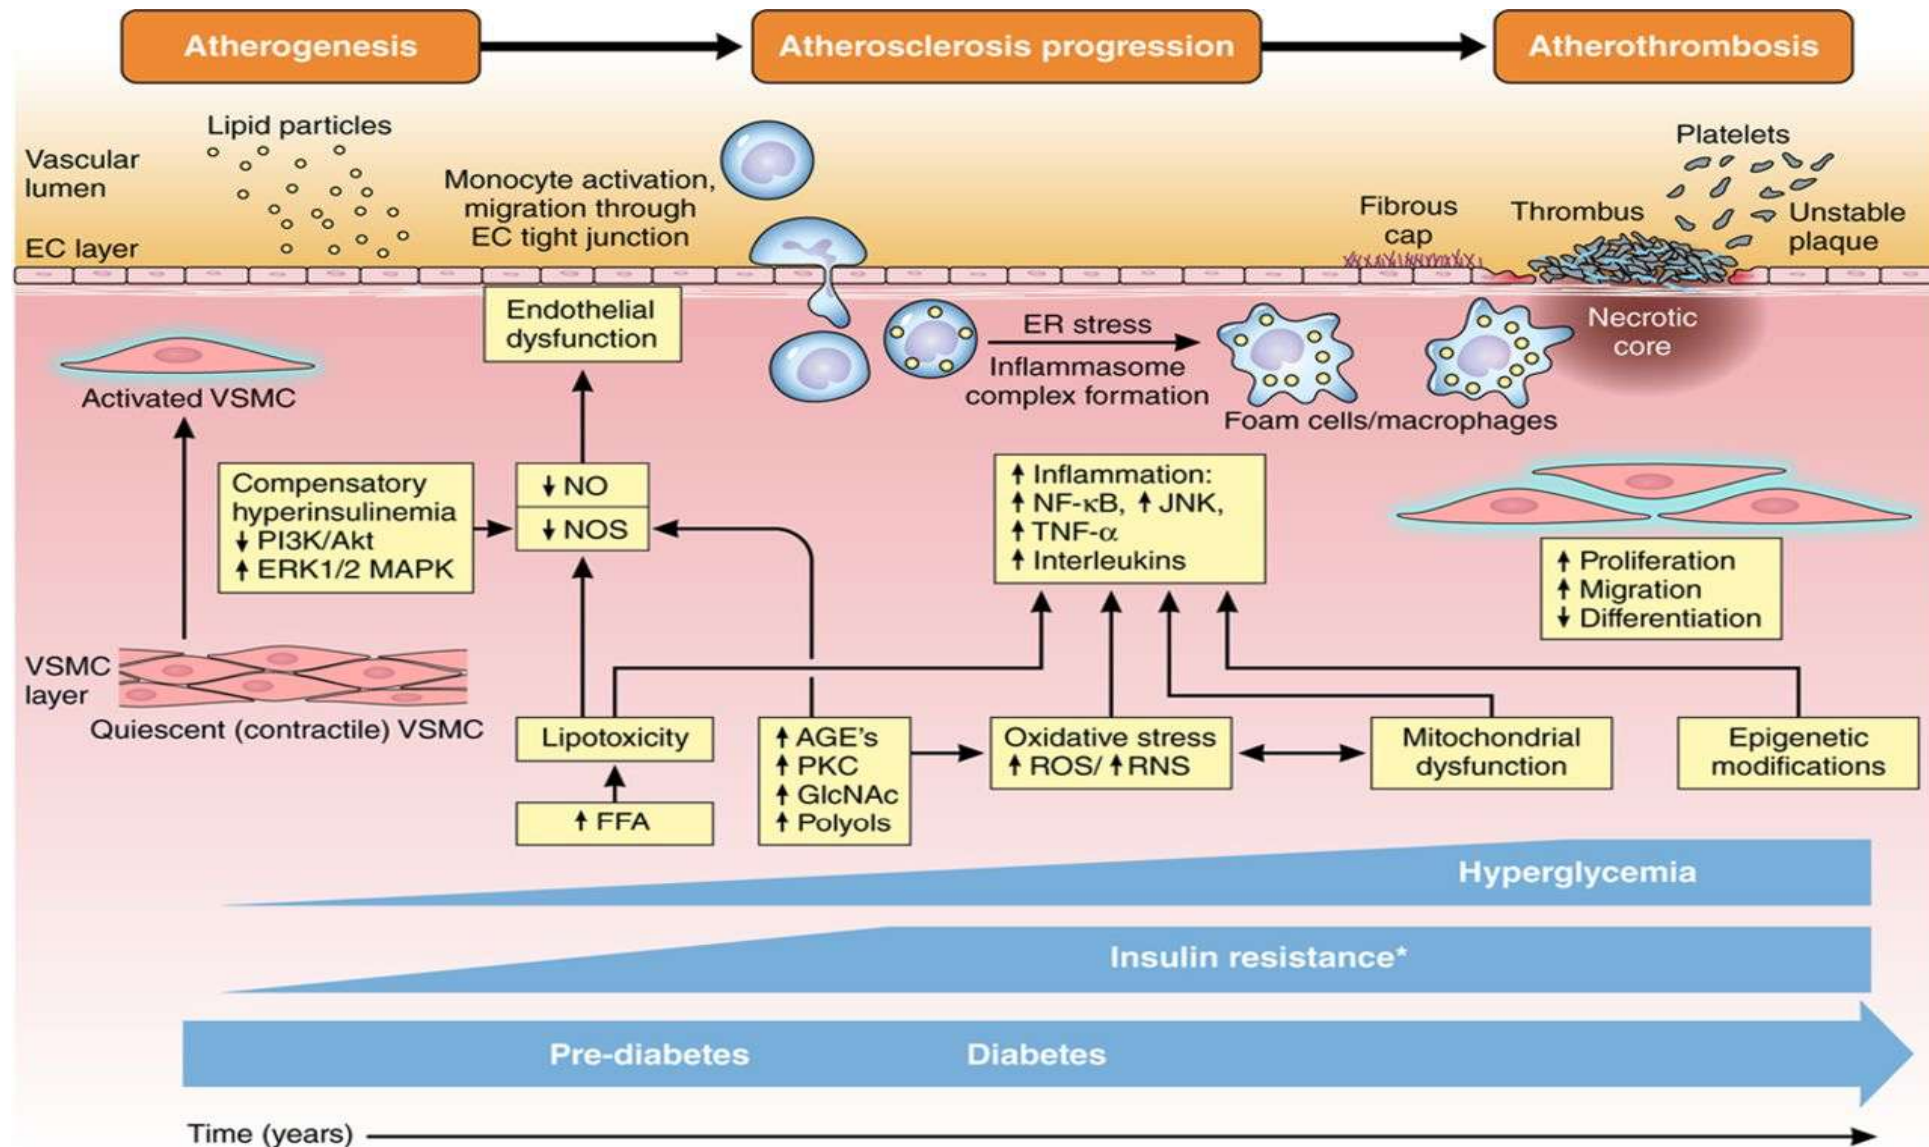 Atherogenesis
Atherosclerosis progression
Atherothrombosis
Lipid particles
Vascular
lumen
EC layer
Monocyte activation,
migration through
EC tight junction
Platelets
Fibrous
cap
Thrombus
Unstable
plaque
Endothelial
dysfunction
ER stress
Inflammasome
complex formation
Necrotic
core
Foam cells/macrophages
Activated VSMC
Compensatory
hyperinsulinemia
↓ PI3K/Akt
↑ ERK1/2 MAPK
↓ NO
↓ NOS
↑ Inflammation:
↑ NF-κB, ↑ JNK,
↑ TNF-α
↑ Interleukins
↑ Proliferation
↑ Migration
↓ Differentiation
VSMC
layer
Quiescent (contractile) VSMC
Lipotoxicity
↑ FFA
↑ AGE's
↑ PKC
↑ GlcNAc
↑ Polyols
Oxidative stress
↑ ROS/ ↑ RNS
Mitochondrial
dysfunction
Epigenetic
modifications
Hyperglycemia
Insulin resistance*
Pre-diabetes
Diabetes
Time (years)